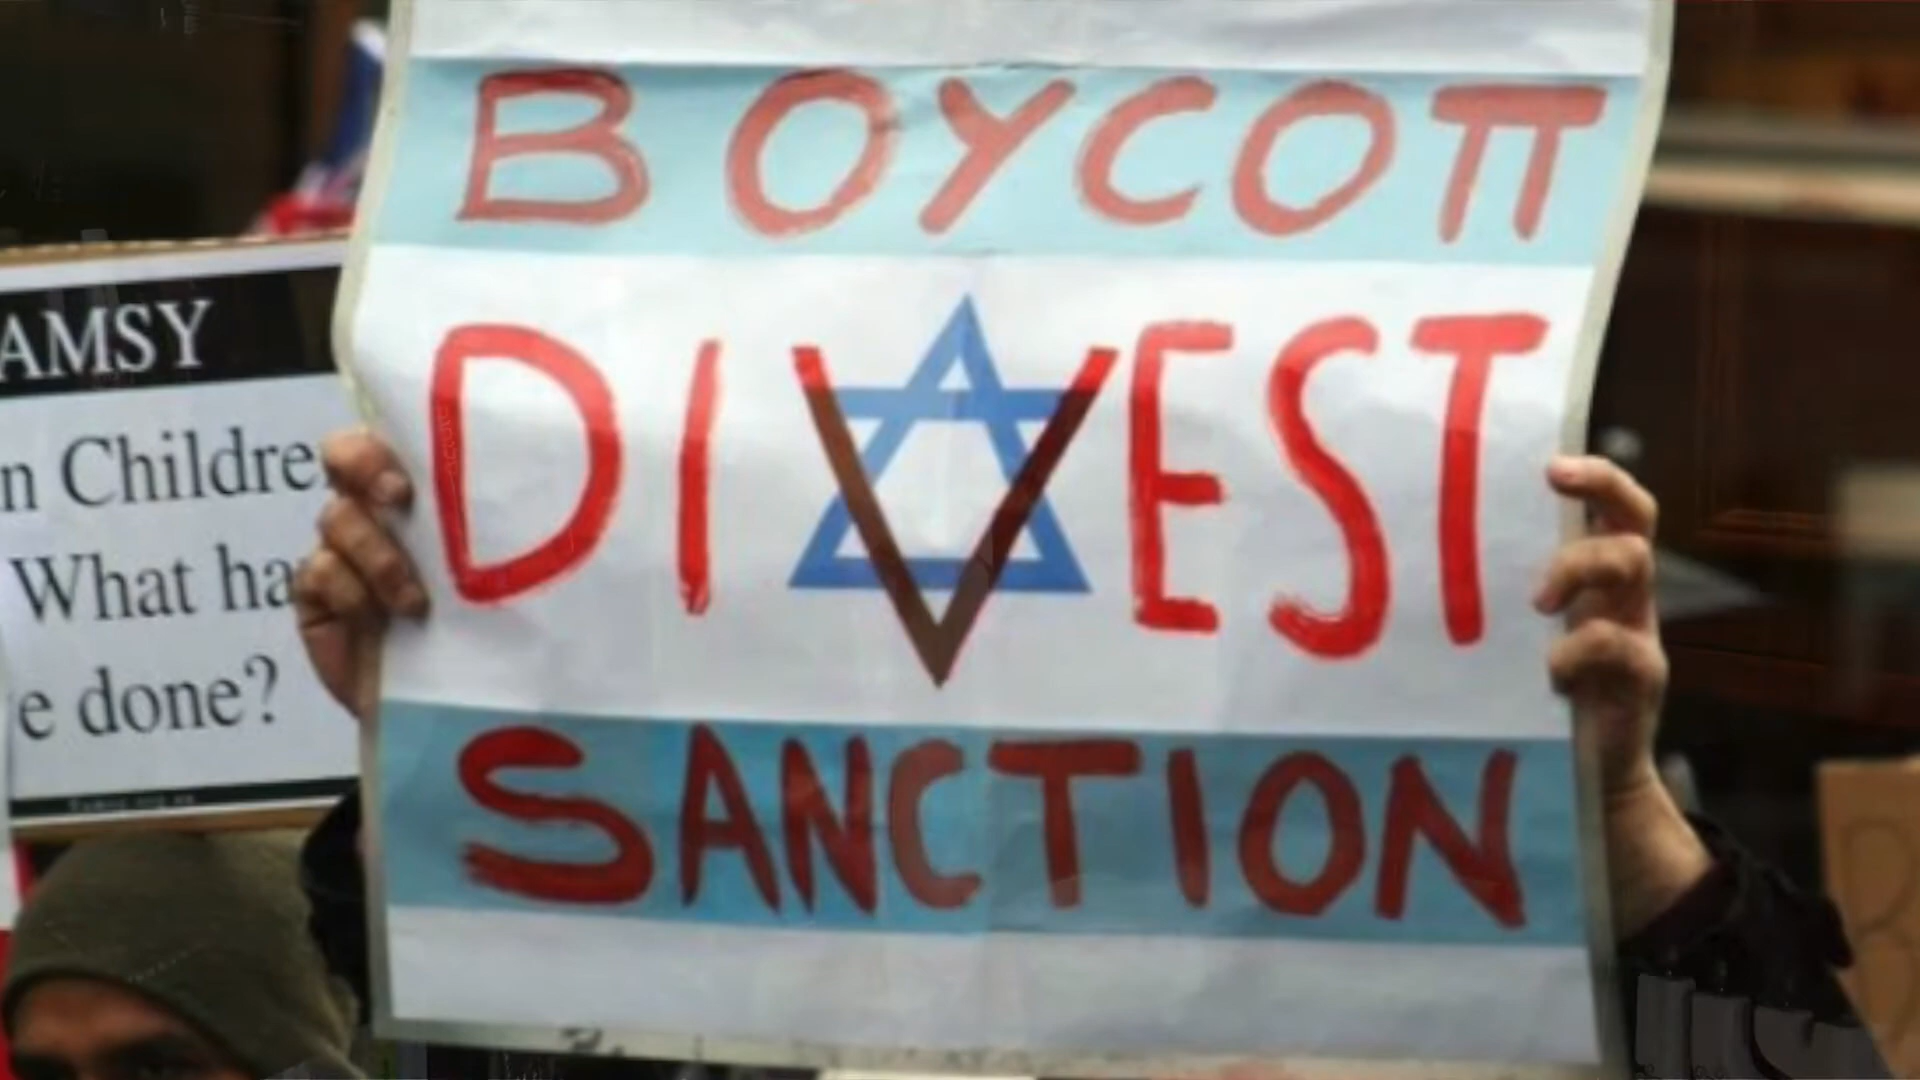 BOYCOTT
DIVEST
SANCTION
AMSY
n Childre
What ha
e done?